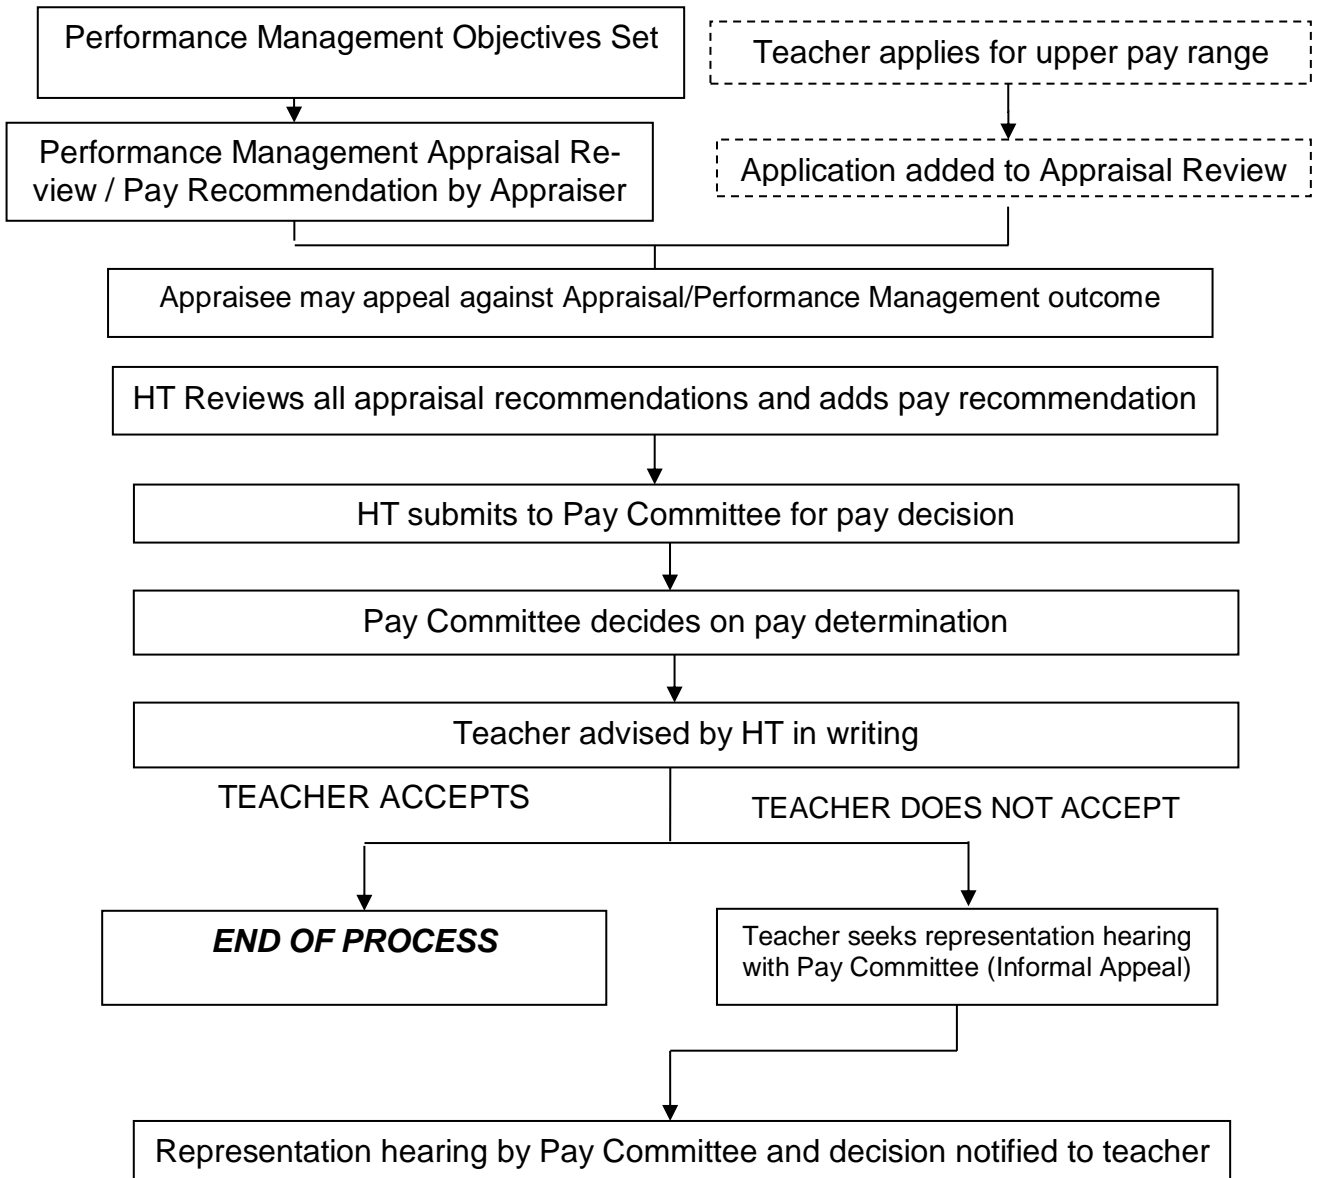 Performance Management Objectives Set
Teacher applies for upper pay range
Performance Management Appraisal Re-
view / Pay Recommendation by Appraiser
Application added to Appraisal Review
Appraisee may appeal against Appraisal/Performance Management outcome
HT Reviews all appraisal recommendations and adds pay recommendation
HT submits to Pay Committee for pay decision
Pay Committee decides on pay determination
Teacher advised by HT in writing
TEACHER ACCEPTS
TEACHER DOES NOT ACCEPT
END OF PROCESS
Teacher seeks representation hearing
with Pay Committee (Informal Appeal)
Representation hearing by Pay Committee and decision notified to teacher